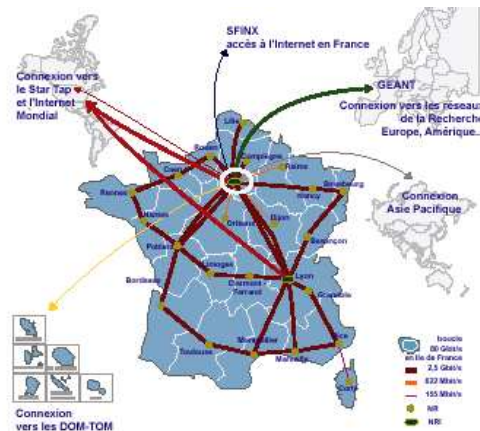 SFINX
accès à l'Internet en France
Connexion vers
le Star Tap
et l'Internet
Mondial
GEANT
Connexion vers les réseaux
de la Recherche
Europe, Amérique...
Lille
Rouen
Compiègne
Caen
Reims
Strasbourg
Nancy
Rennes
Connexion
Asie Pacifique
Nantes
Orléans
Dijon
Besançon
Poitiers
Limoges
Clermont -
Ferrand
Lyon
Bordeaux
Grenoble
Toulouse
Montpellier
Marseille
Nice
Corte
boucle
80 Gbit/s
en Ile de France
2,5 Gbit/s
622 Mbit/s
155 Mbit/s
NR
NRI
Connexion
vers les DOM-TOM